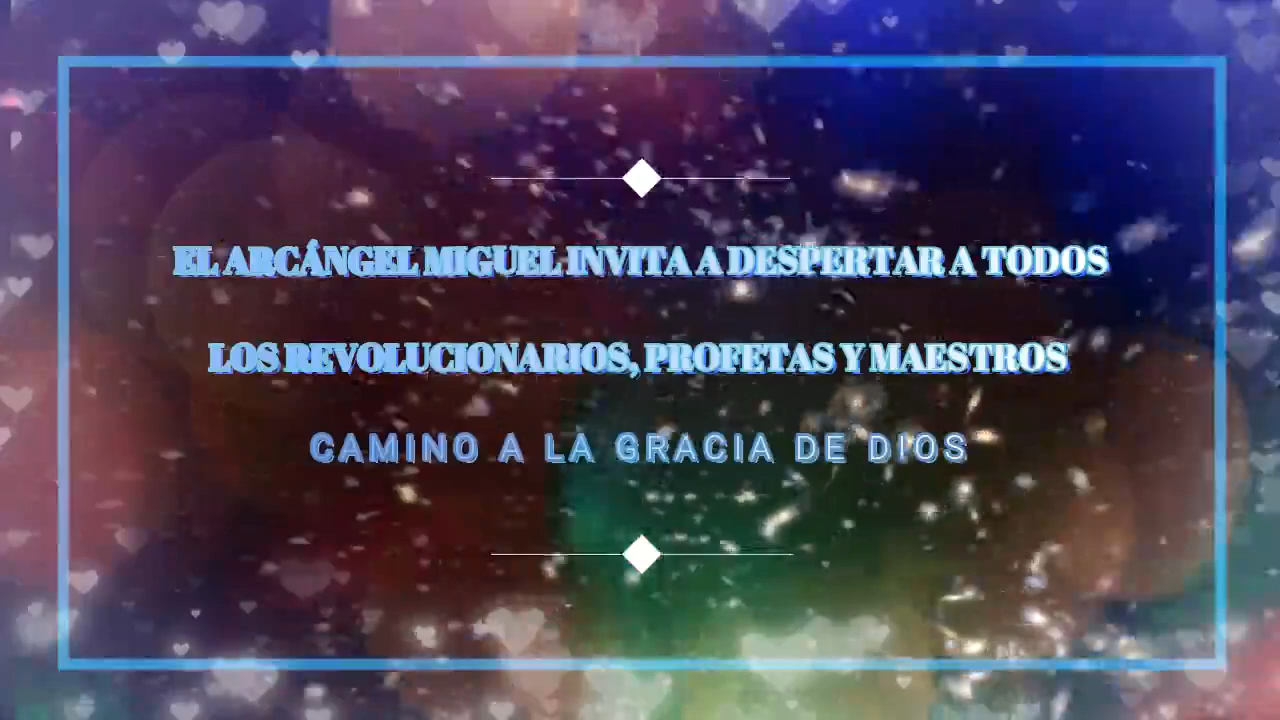 EL ARCÁNGEL MIGUEL INVITA A DESPERTAR A TODOS
LOS REVOLUCIONARIOS, PROFETAS Y MAESTROS
CAMINO A LA GRACIA DE DIOS